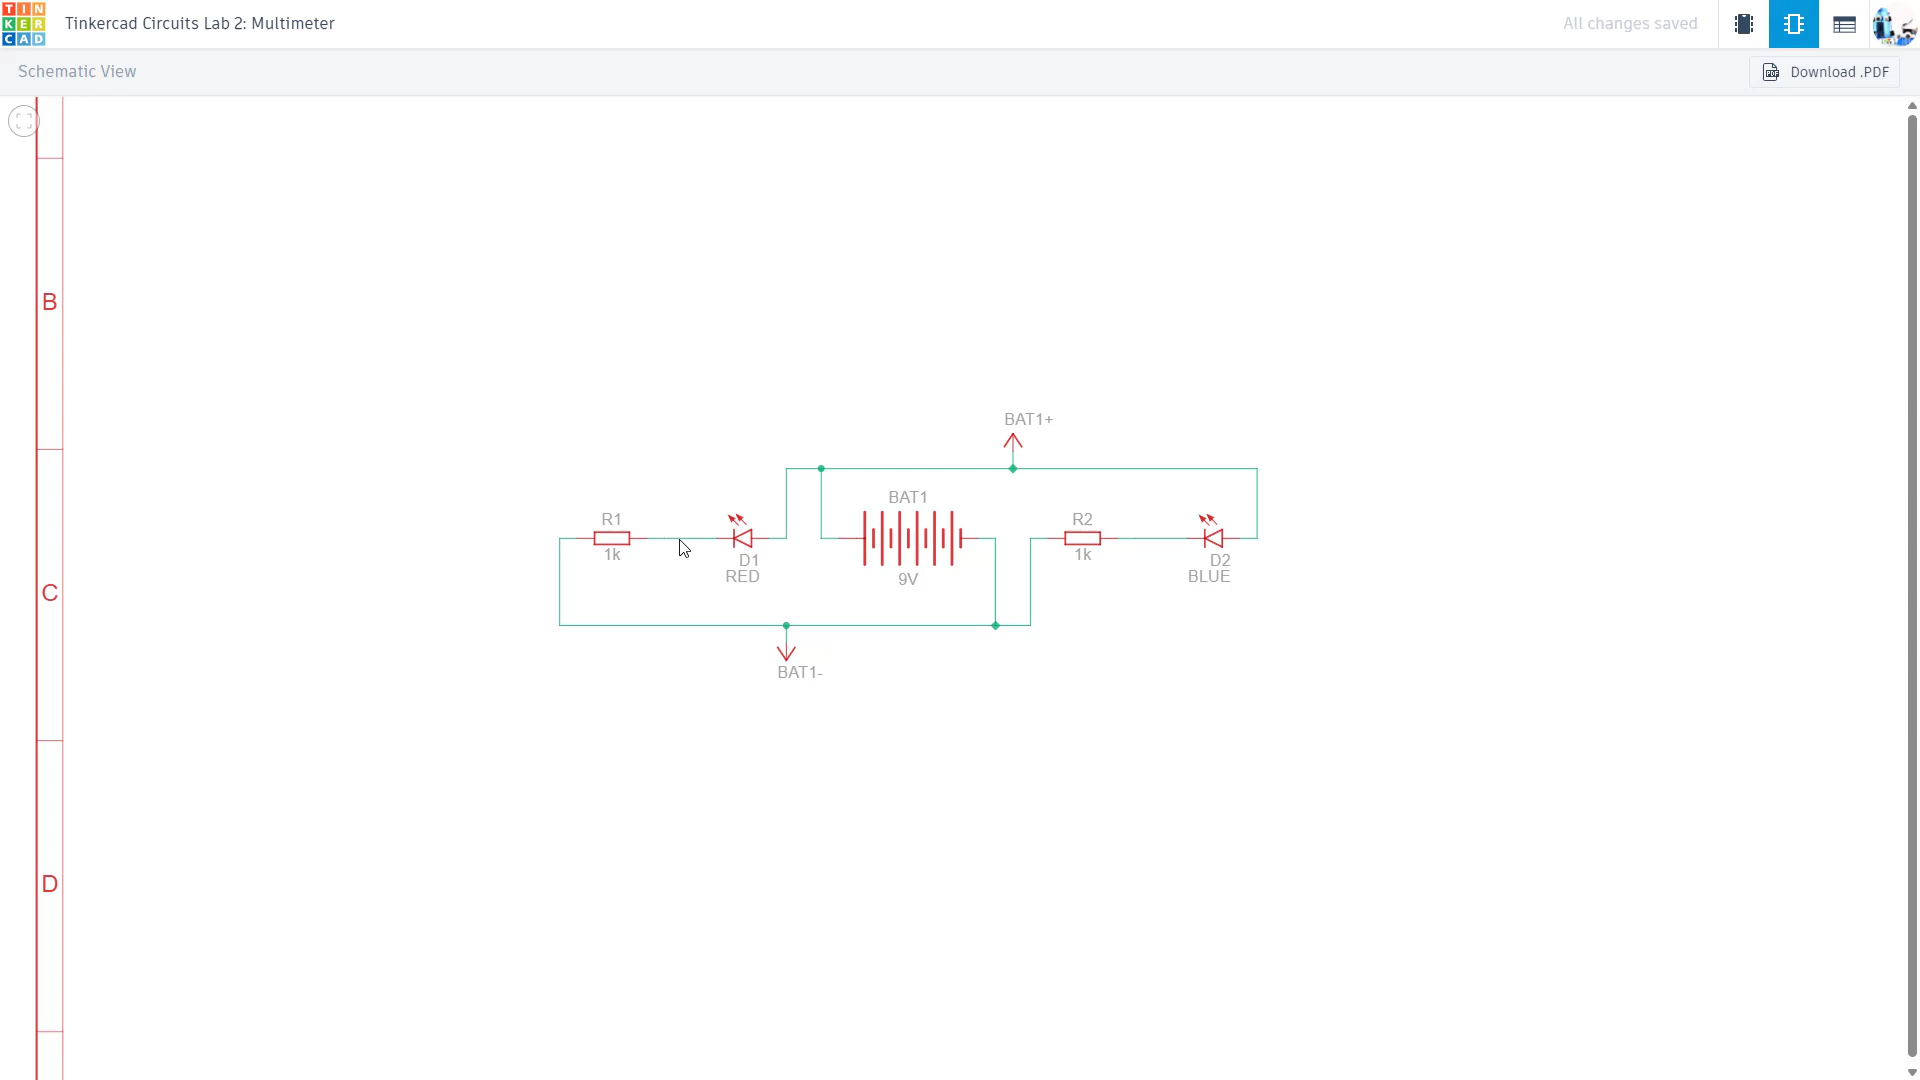 TIN
KER
CAD
Tinkercad Circuits Lab 2: Multimeter
All changes saved
Schematic View
PDF
Download .PDF
B
BAT1+
BAT1
R1
R2
1k
1k
D1
RED
D2
BLUE
9V
C
BAT1-
D